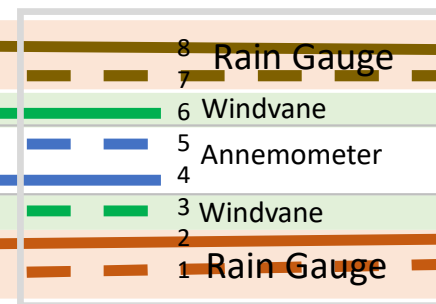 8 Rain Gauge
7
6 Windvane
5
Annemometer
4
3 Windvane
2
1 Rain Gauge